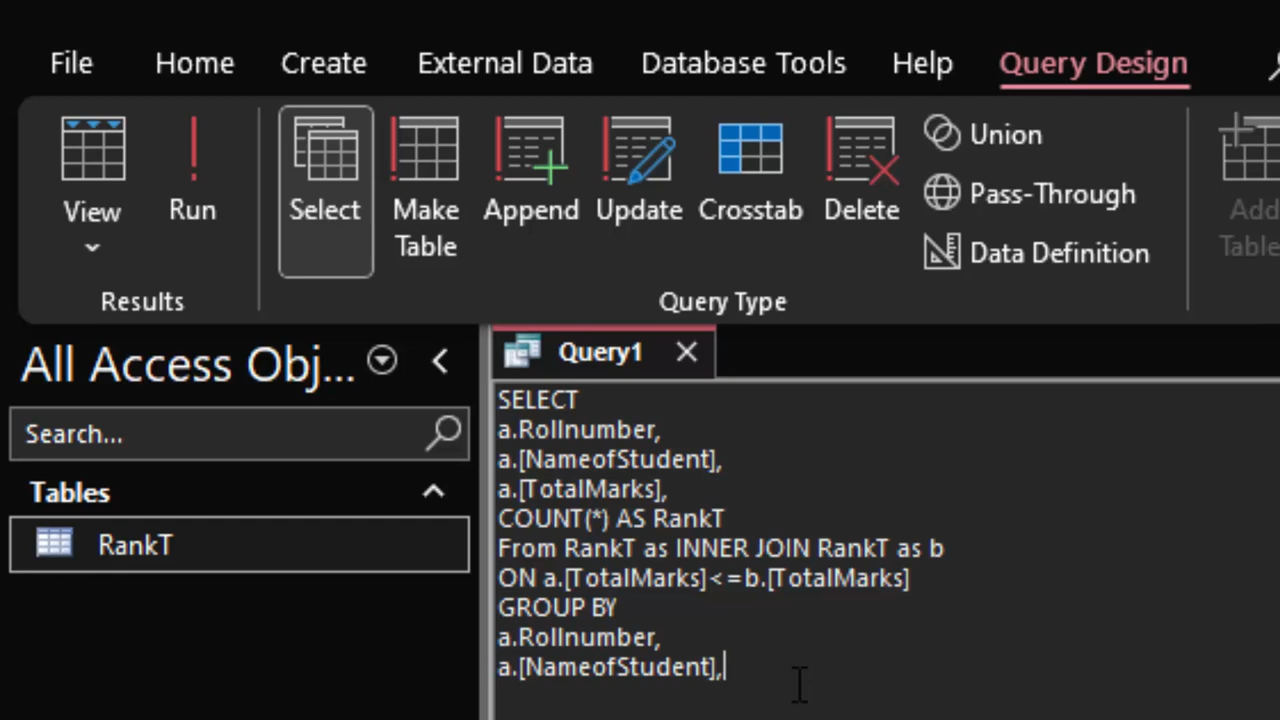 File Home Create External Data Database Tools Help Query Design
View Run Select Make Table Append Update Crosstab Delete Union
Pass-Through
Data Definition
Add
Table
Results Query Type
All Access Obj...
Search...
Tables
RankT
Query1
SELECT
a.Rollnumber,
a.[NameofStudent],
a.[TotalMarks],
COUNT(*) AS RankT
From RankT as INNER JOIN RankT as b
ON a.[TotalMarks]<=b.[TotalMarks]
GROUP BY
a.Rollnumber,
a.[NameofStudent],